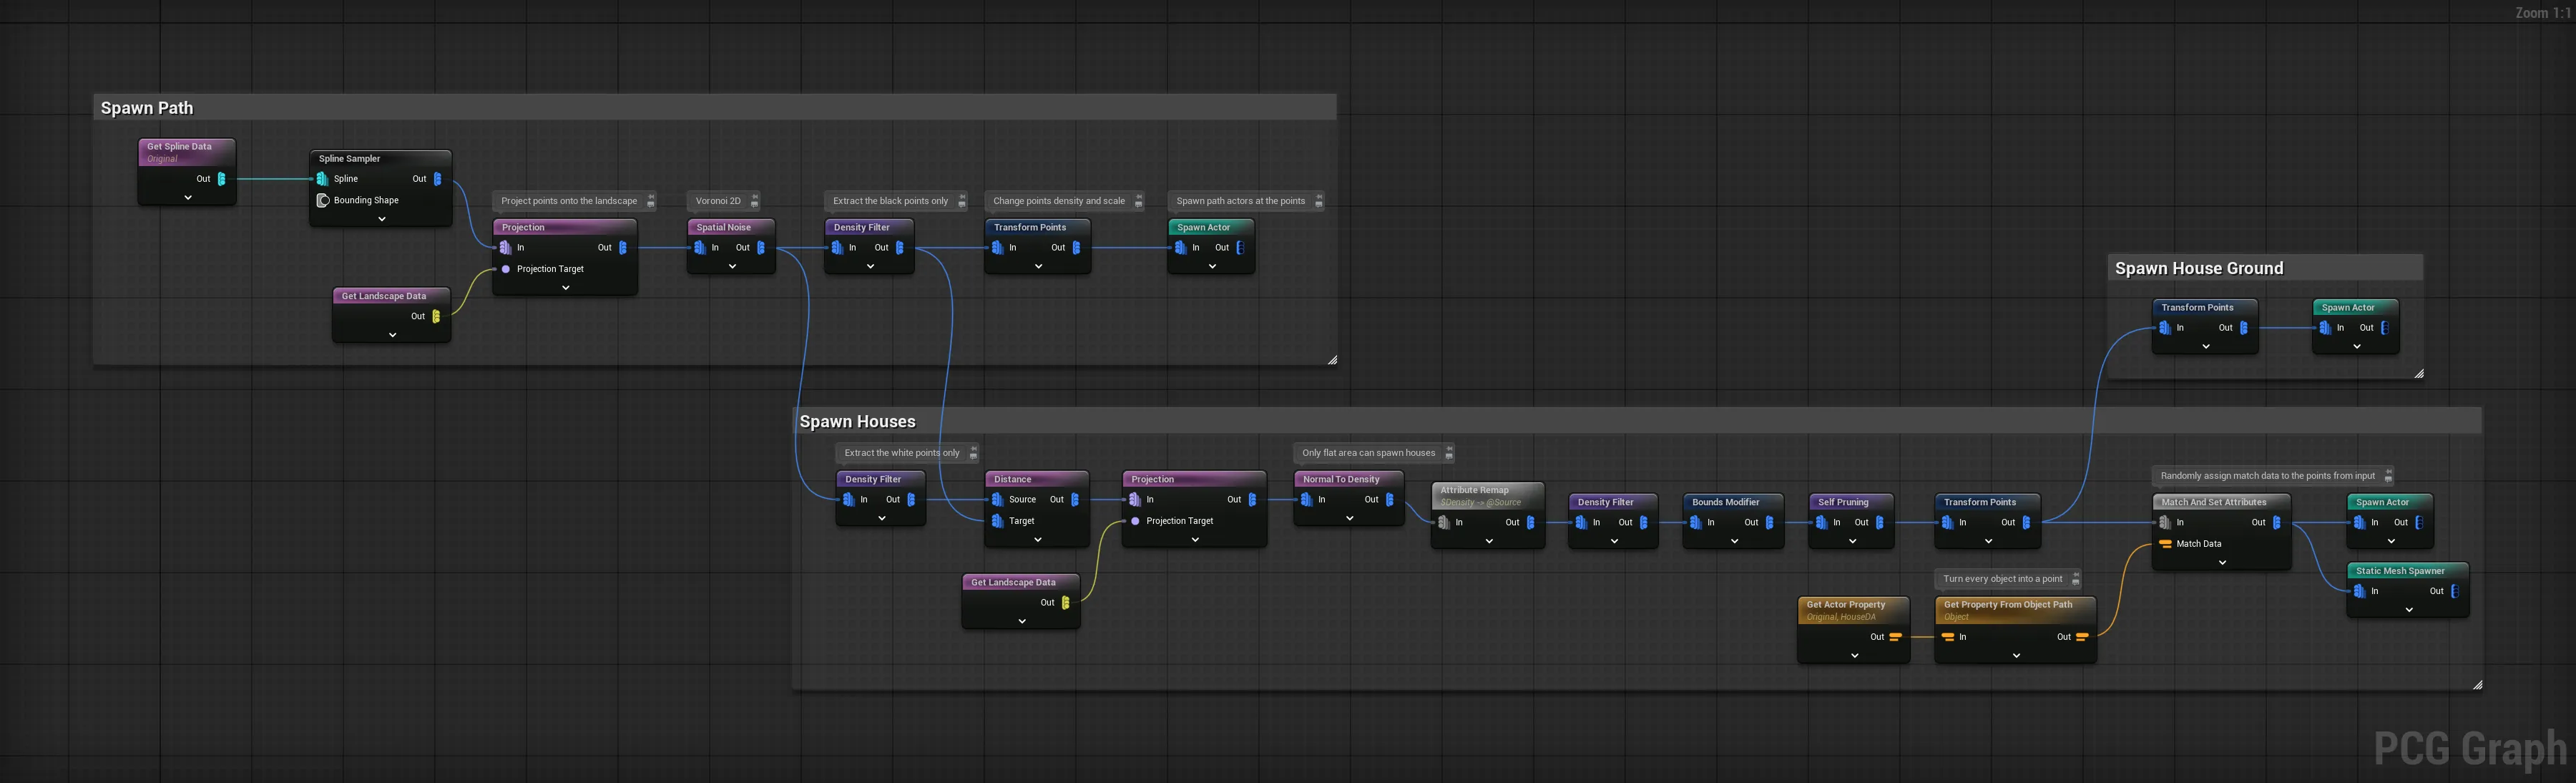 Zoom 1:1
Spawn Path
Get Spline Data
Original
Out
Spline Sampler
Spline
Out
Bounding Shape
Get Landscape Data
Out
Project points onto the landscape
Projection
In
Out
Projection Target
Voronoi 2D
Spatial Noise
In
Out
Extract the black points only
Density Filter
In
Out
Change points density and scale
Transform Points
In
Out
Spawn path actors at the points
Spawn Actor
In
Out
Spawn House Ground
Transform Points
In
Out
Spawn Actor
In
Out
Spawn Houses
Extract the white points only
Density Filter
In
Out
Distance
Source
Out
Target
Get Landscape Data
Out
Projection
In
Out
Projection Target
Only flat area can spawn houses
Normal To Density
In
Out
Attribute Remap
$Density -> @Source
In
Out
Density Filter
In
Out
Bounds Modifier
In
Out
Self Pruning
In
Out
Transform Points
In
Out
Get Actor Property
Original, HouseDA
Out
Turn every object into a point
Get Property From Object Path
Object
In
Out
Randomly assign match data to the points from input
Match And Set Attributes
In
Out
Match Data
Spawn Actor
In
Out
Static Mesh Spawner
In
Out
PCG Graph